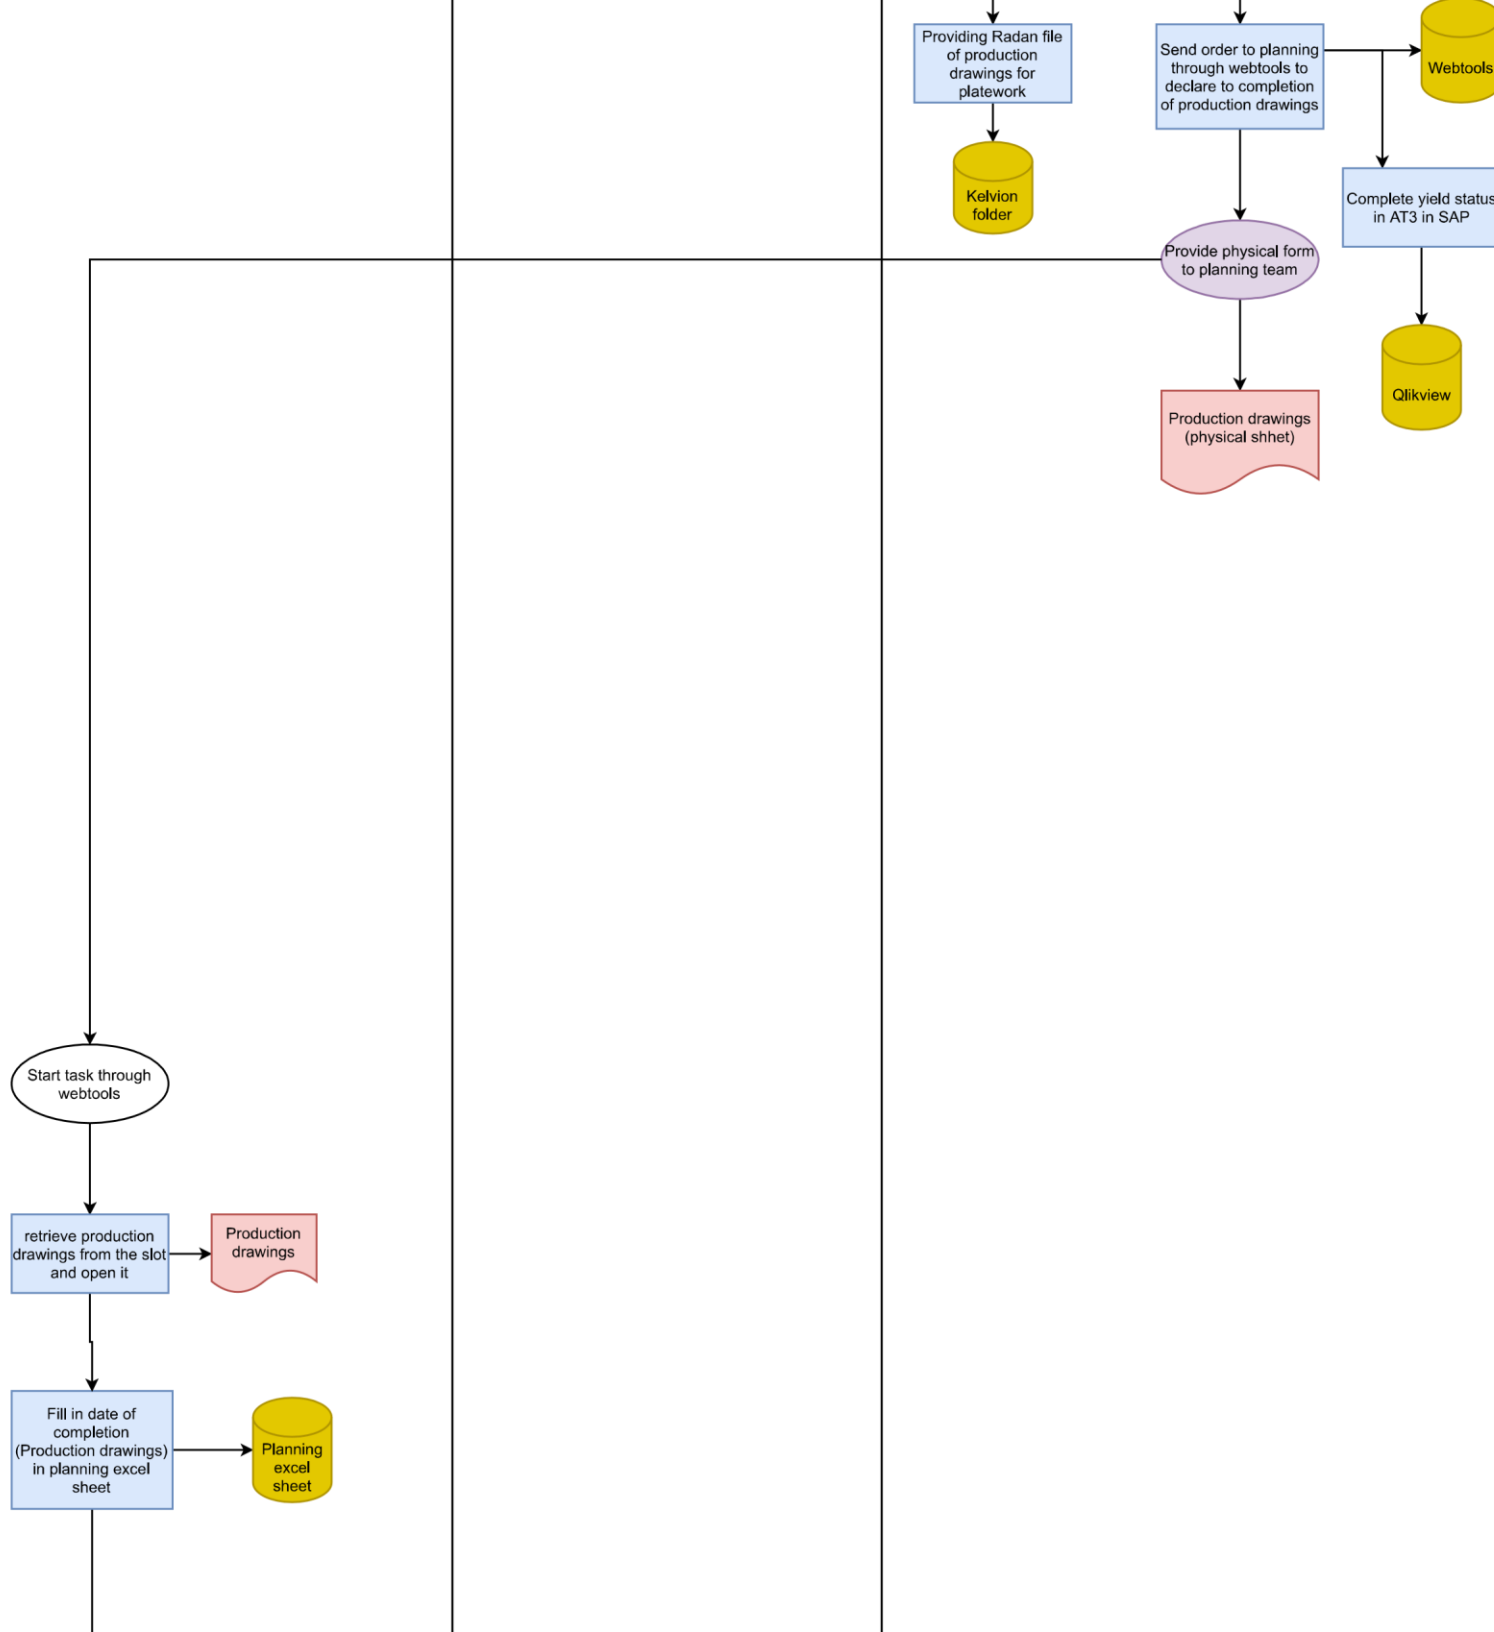 Providing Radan file
of production
drawings for
platework
Send order to planning
through webtools to
declare to completion
of production drawings
Webtools
Kelvion
folder
Complete yield status
in AT3 in SAP
Provide physical form
to planning team
Qlikview
Production drawings
(physical shhet)
Start task through
webtools
retrieve production
drawings from the slot
and open it
Production
drawings
Fill in date of
completion
(Production drawings)
in planning excel
sheet
Planning
excel
sheet